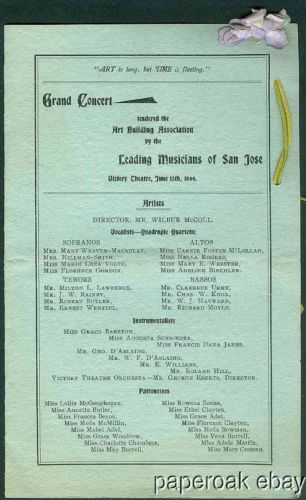 "ART is long, but TIME is fleeting."
Grand Concert
tendered the
Art Building Association
by the
Leading Musicians of San Jose
Victory Theatre, June 13th, 1899.
Artists
DIRECTOR, MR. WILBUR McCOLL.
Vocalists—Quadruple Quartette
SOPRANOS ALTOS
MRS. MARY WEAVER-MACAULAY, MISS CARRIE FOSTER McLELLAN,
MRS. HILLMAN-SMITH, MISS NELLA ROGERS,
MISS MARIE LENA VOLTZ, MISS MARY E. WEBSTER,
MISS FLORENCE GORDON. MISS ADELINE BIRCHLER.
TENORS BASSOS
MR. MILTON L. LAWRENCE, MR. CLARENCE URMY,
MR. J. W. RAINEY, MR. CHAS. W. KNOX,
MR. ROBERT BUTLER, MR. W. J. HAYWARD,
MR. ERNEST WENTZEL. MR. RICHARD MOYLE.
Instrumentalists
MISS GRACE BARSTOW,
MISS AUGUSTA SCHROEDER,
MISS FRANCIS DANA JANES,
MR. GEO. D'ABLAING,
MR. W. F. D'ABLAING,
MR. E. WILLIAMS,
MR. ROLAND HILL,
VICTORY THEATRE ORCHESTRA—MR. GEORGE EBERTS, DIRECTOR.
Patronesses
Miss Lolita McGeoghegan, Miss Rowena Beans,
Miss Annette Butler, Miss Ethel Clayton,
Miss Frances Beans, Miss Grace Adel,
Miss Meda McMillin, Miss Florence Clayton,
Miss Mabel Adel, Miss Meda Bowman,
Miss Grace Woodrow, Miss Vera Burrell,
Miss Charlotte Chambers, Miss Adele Martin,
Miss May Burrell, Miss Mary Crossen.
paperoak ebay